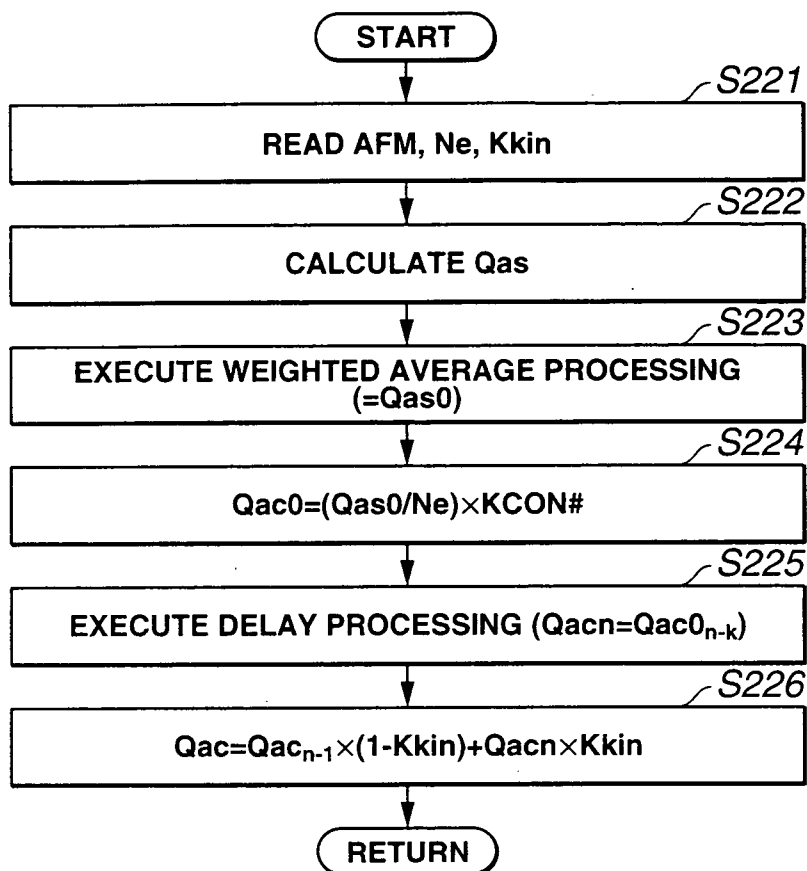 START
S221
READ AFM, Ne, Kkin
S222
CALCULATE Qas
S223
EXECUTE WEIGHTED AVERAGE PROCESSING
(=Qas0)
S224
Qac0=(Qas0/Ne)×KCON#
S225
EXECUTE DELAY PROCESSING (Qacn=Qac0n-k)
S226
Qac=Qacn-1×(1-Kkin)+Qacn×Kkin
RETURN